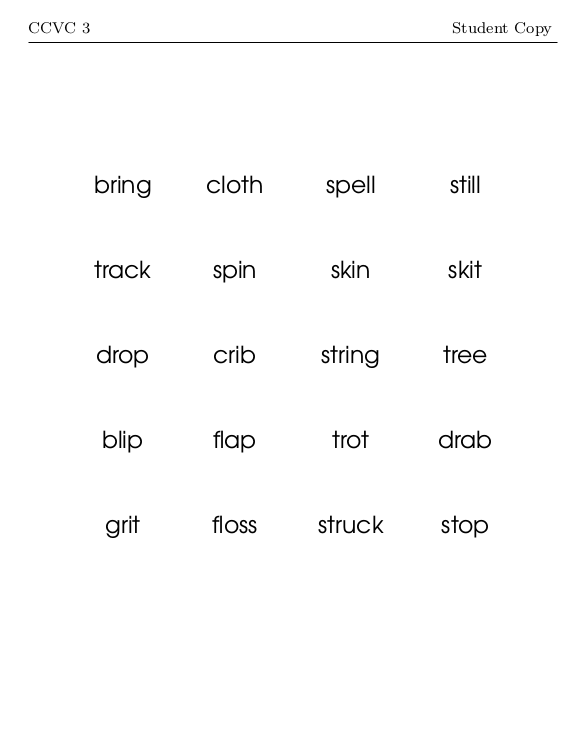 CCVC 3 Student Copy
bring cloth spell still
track spin skin skit
drop crib string tree
blip flap trot drab
grit floss struck stop